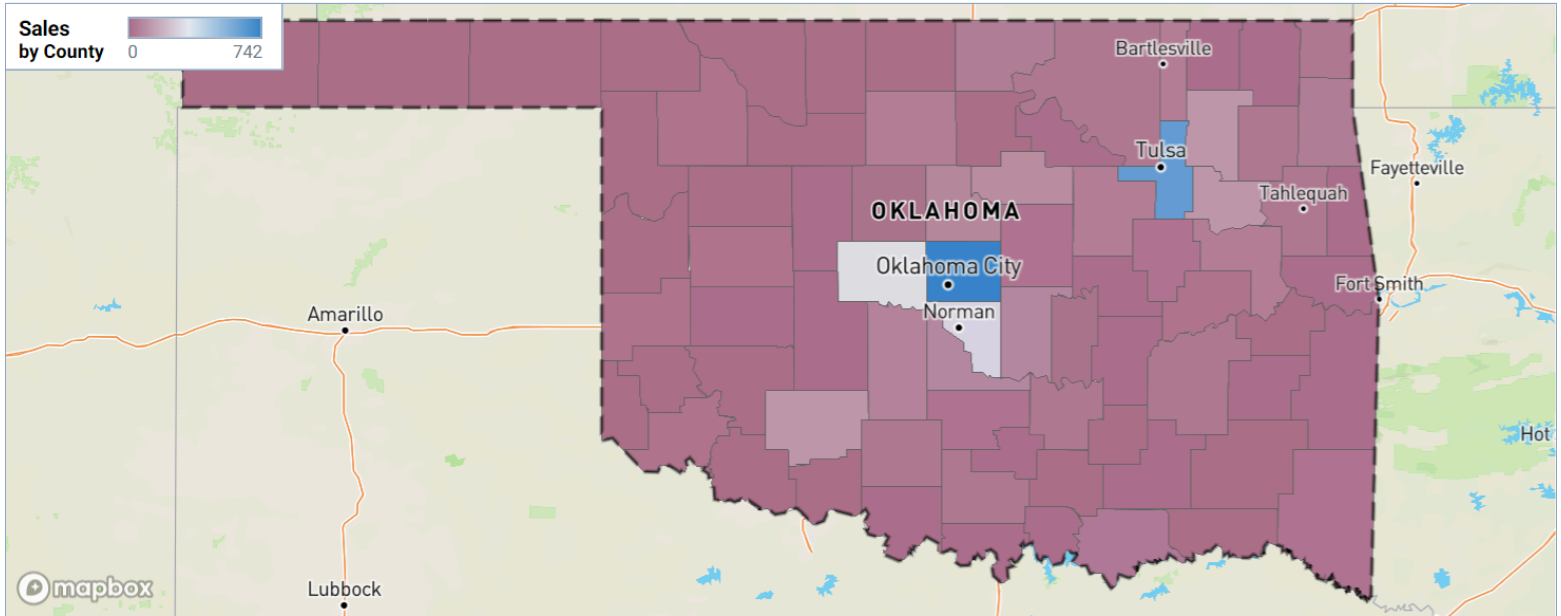 Sales
by County
0
742
Bartlesville
Tulsa
Fayetteville
Tahlequah
OKLAHOMA
Oklahoma City
Fort Smith
Norman
Amarillo
Hot
Lubbock
mapbox